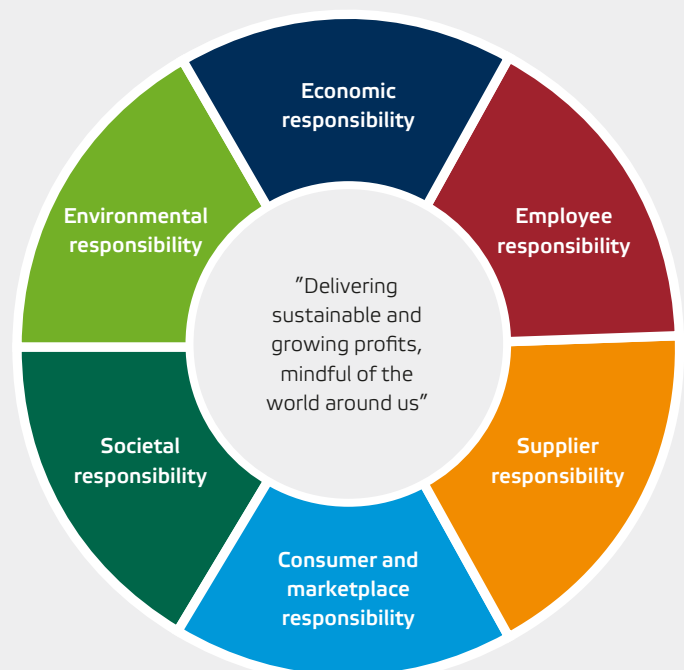 Economic
responsibility
Employee
responsibility
Supplier
responsibility
Consumer and
marketplace
responsibility
Societal
responsibility
Environmental
responsibility
”Delivering
sustainable and
growing profits,
mindful of the
world around us”